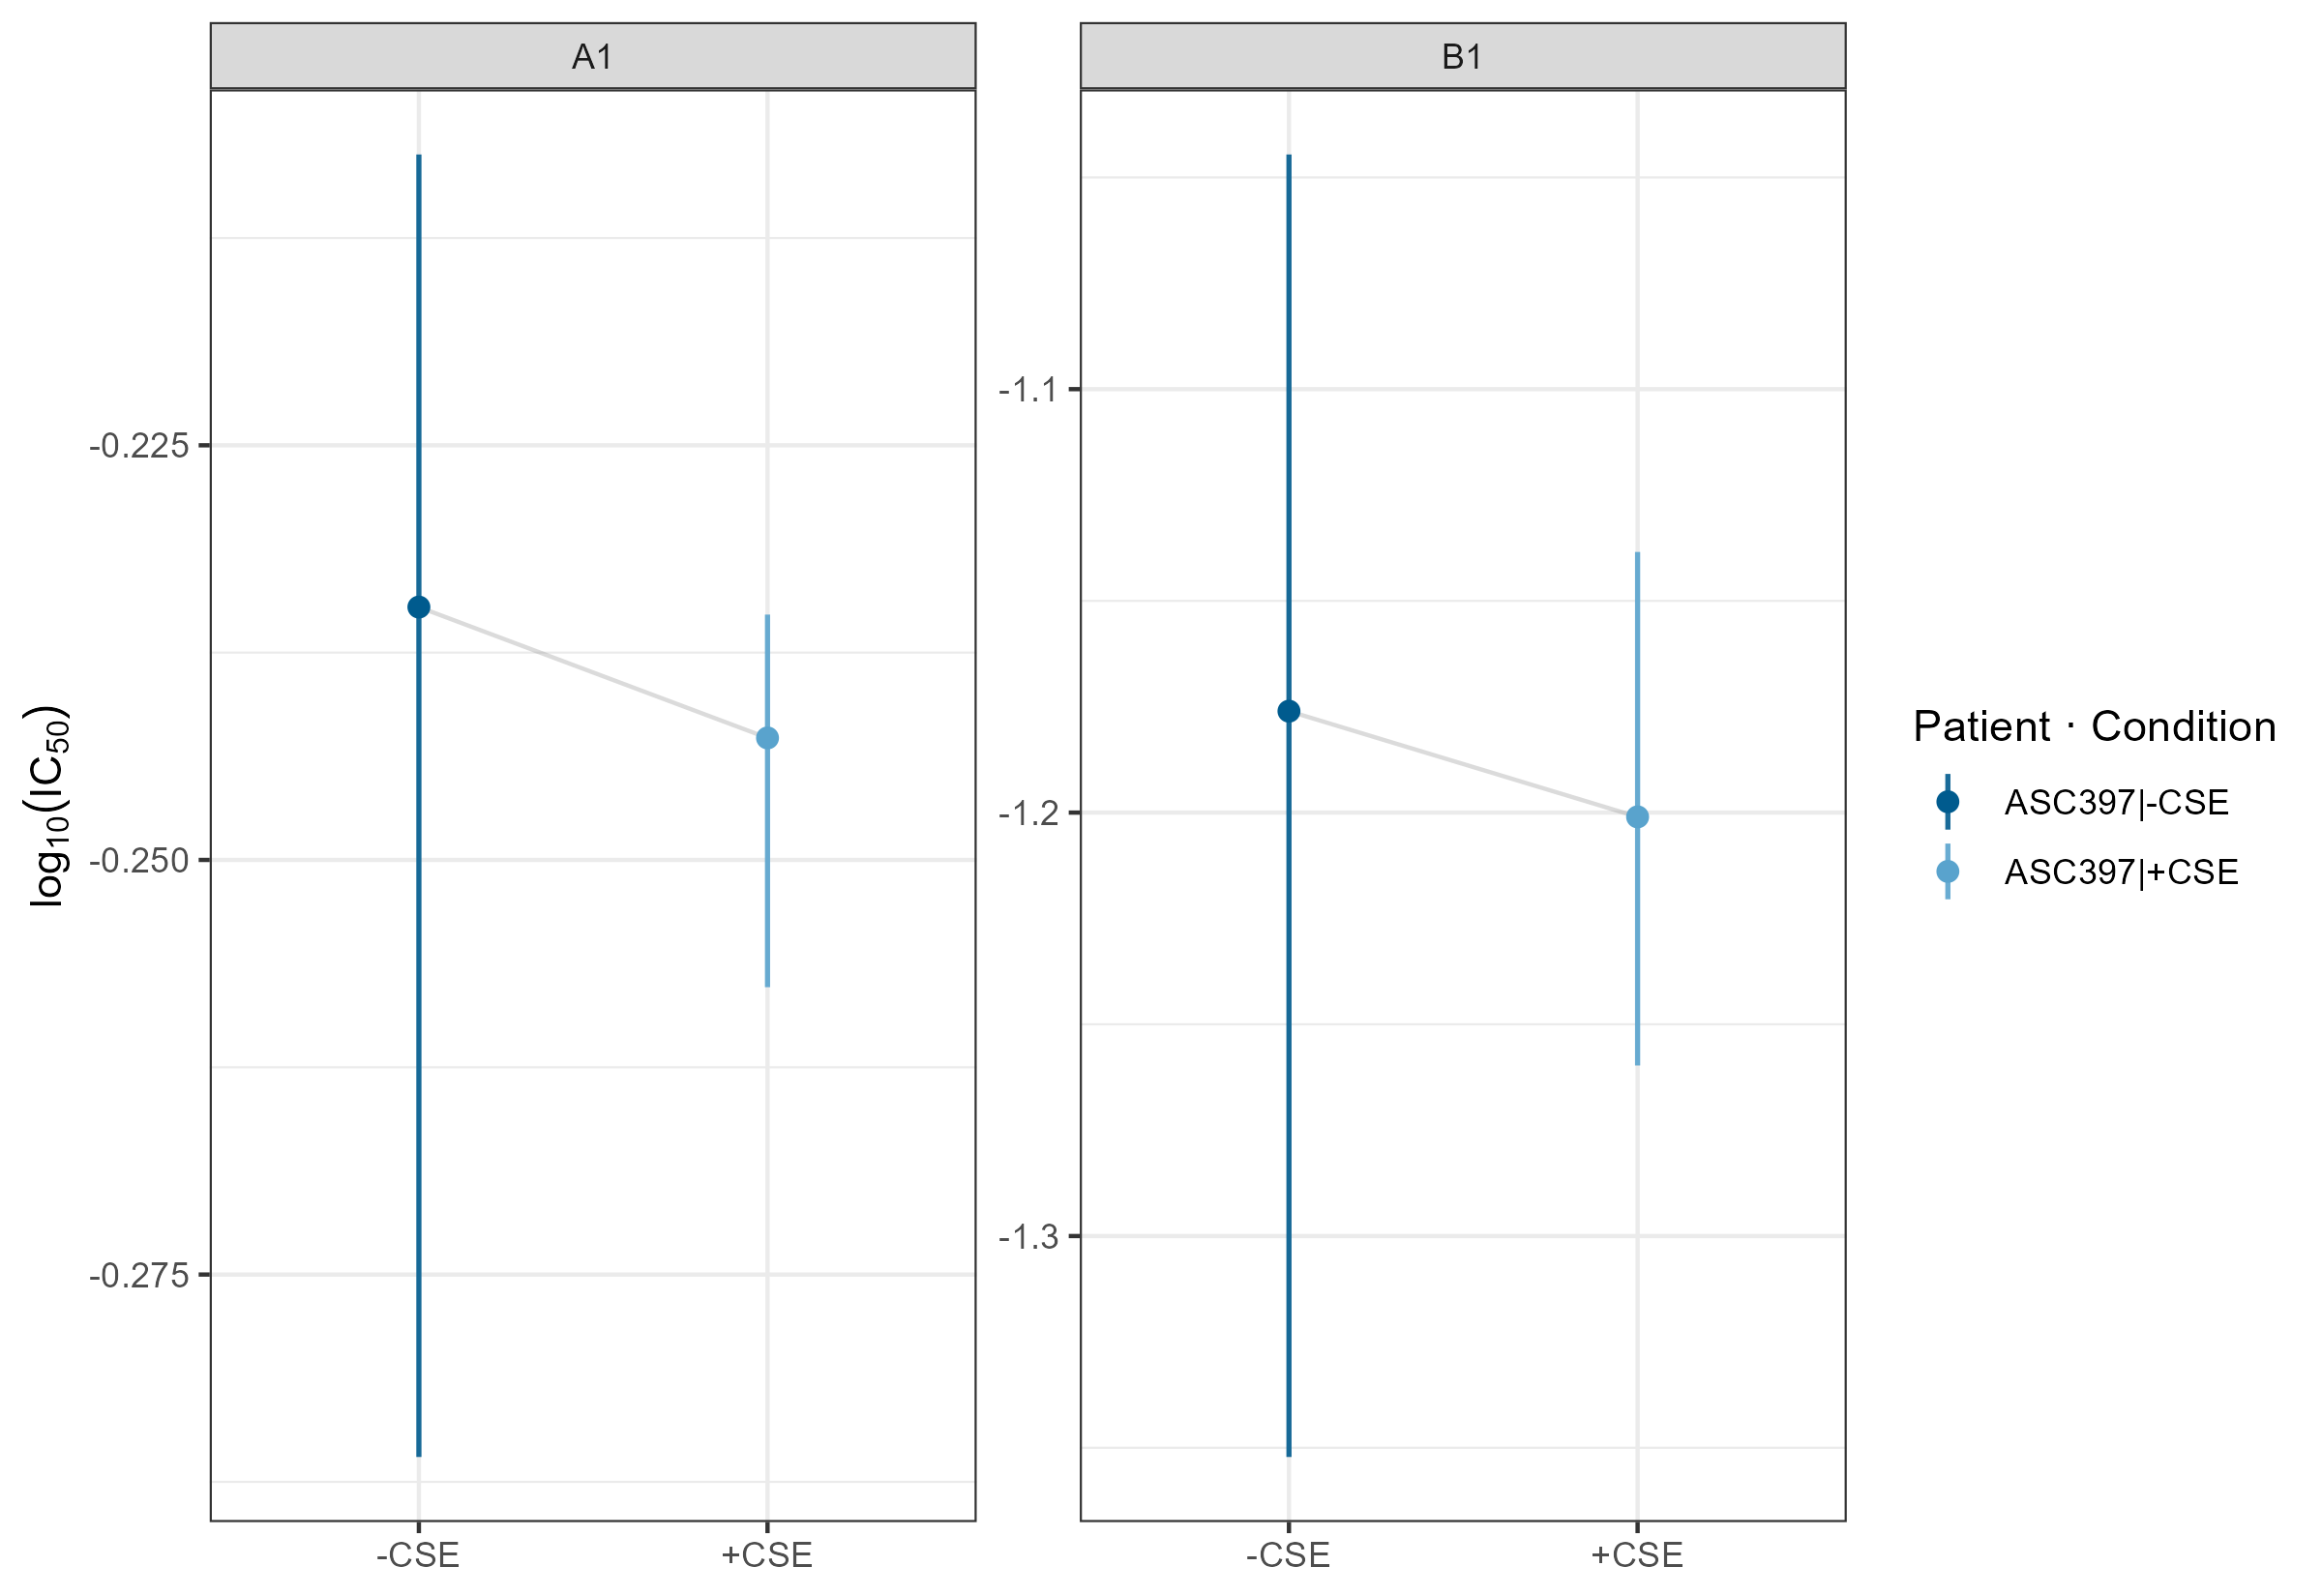 A1
B1
log10(IC50)
-0.225
-0.250
-0.275
-1.1
-1.2
-1.3
-CSE
+CSE
-CSE
+CSE
Patient · Condition
ASC397|-CSE
ASC397|+CSE